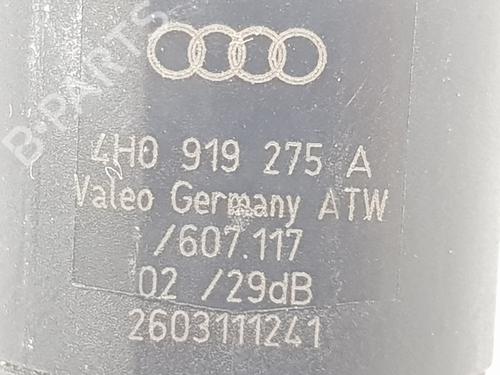 B-PARTS
4H0 919 275 A
Valeo Germany ATW
/607.117
02 /29dB
2603111241